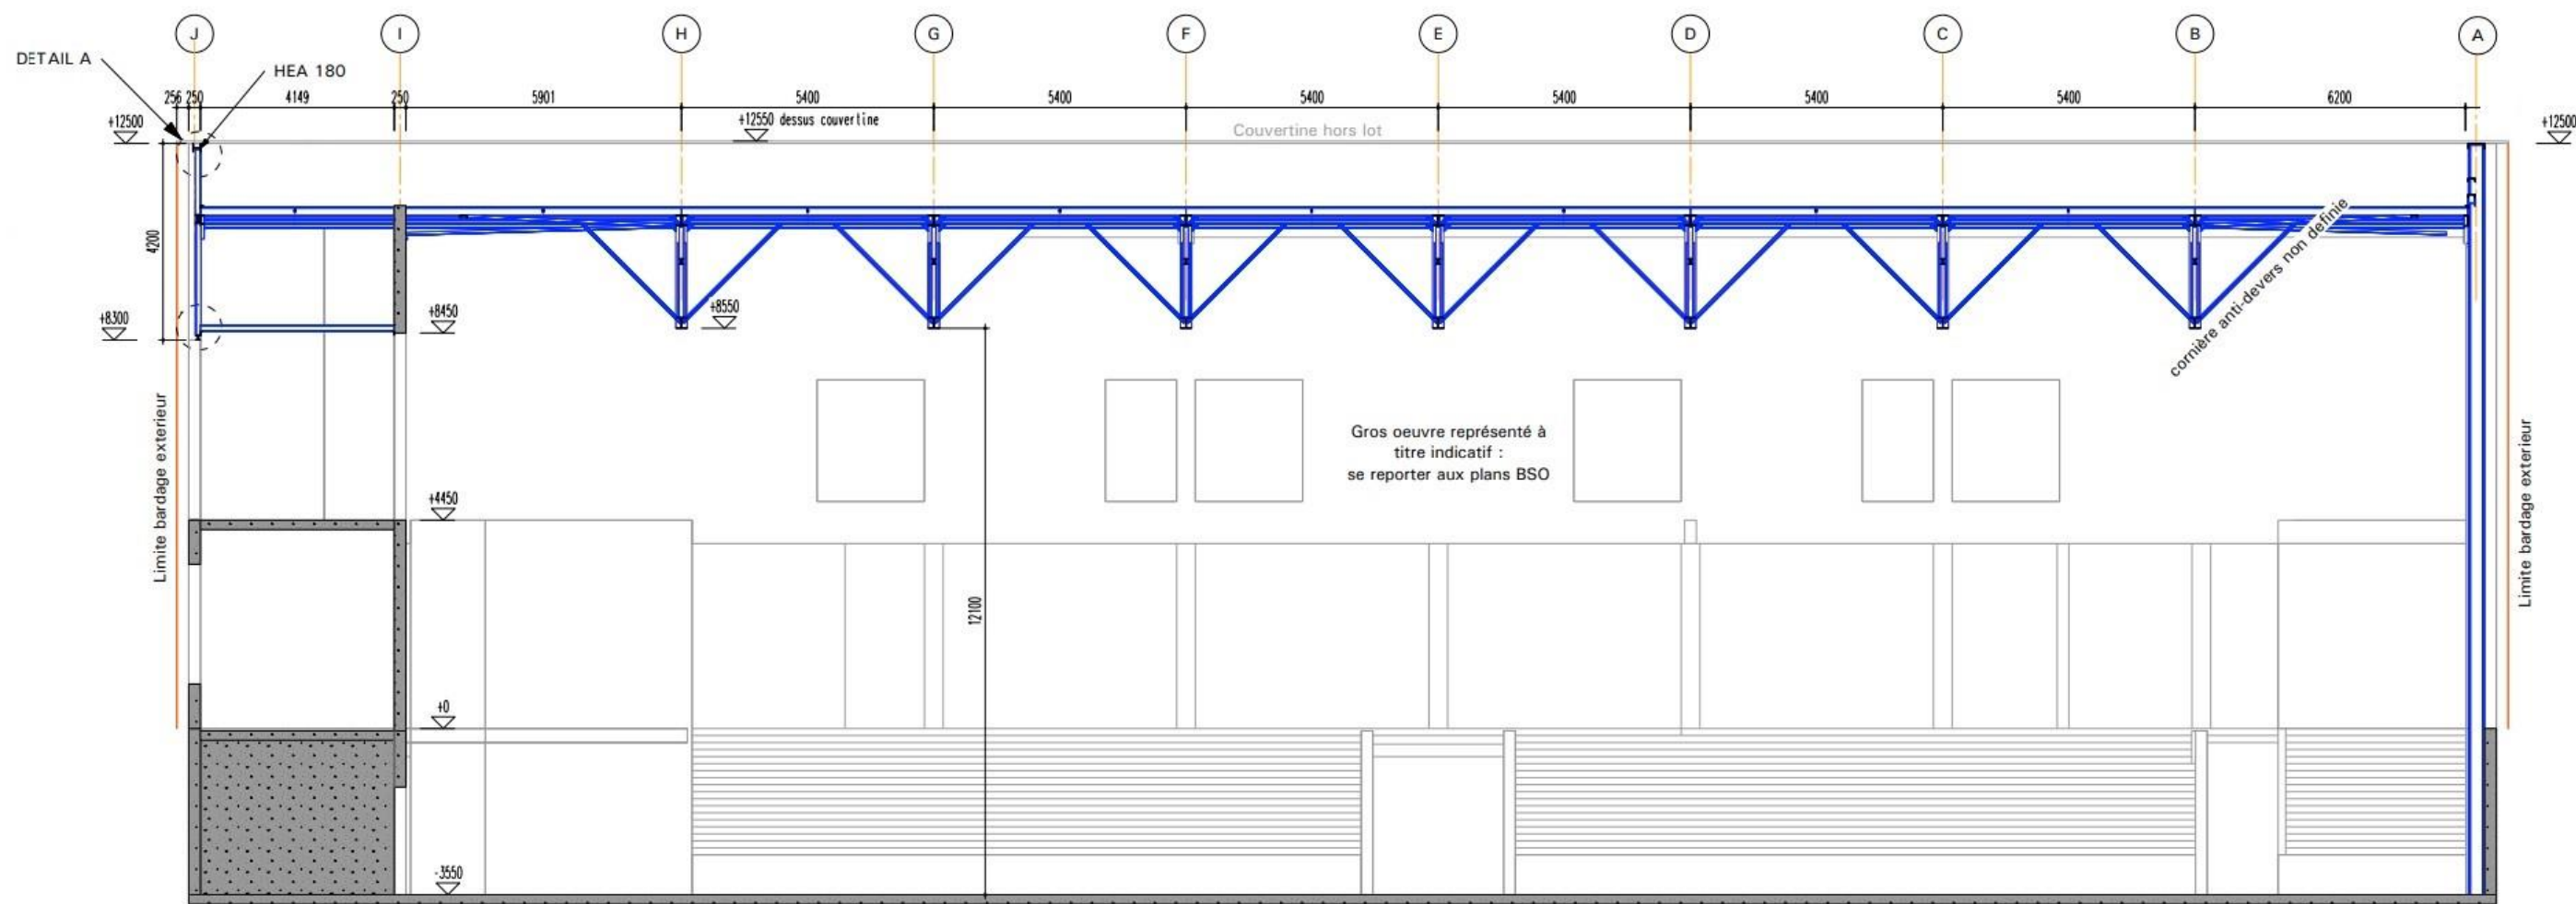 J I H G F E D C B A
DETAIL A
HEA 180
256 250 4149 250 5901 5400 5400 5400 5400 5400 5400 6200
+12500
+12550 dessus couvertine
Couvertine hors lot
+12500
4200
+8300
+8450
+8550
cornière anti-devers non definie
Limite bardage exterieur
Gros oeuvre représenté à
titre indicatif :
se reporter aux plans BSO
Limite bardage exterieur
+4450
12100
+0
-3550